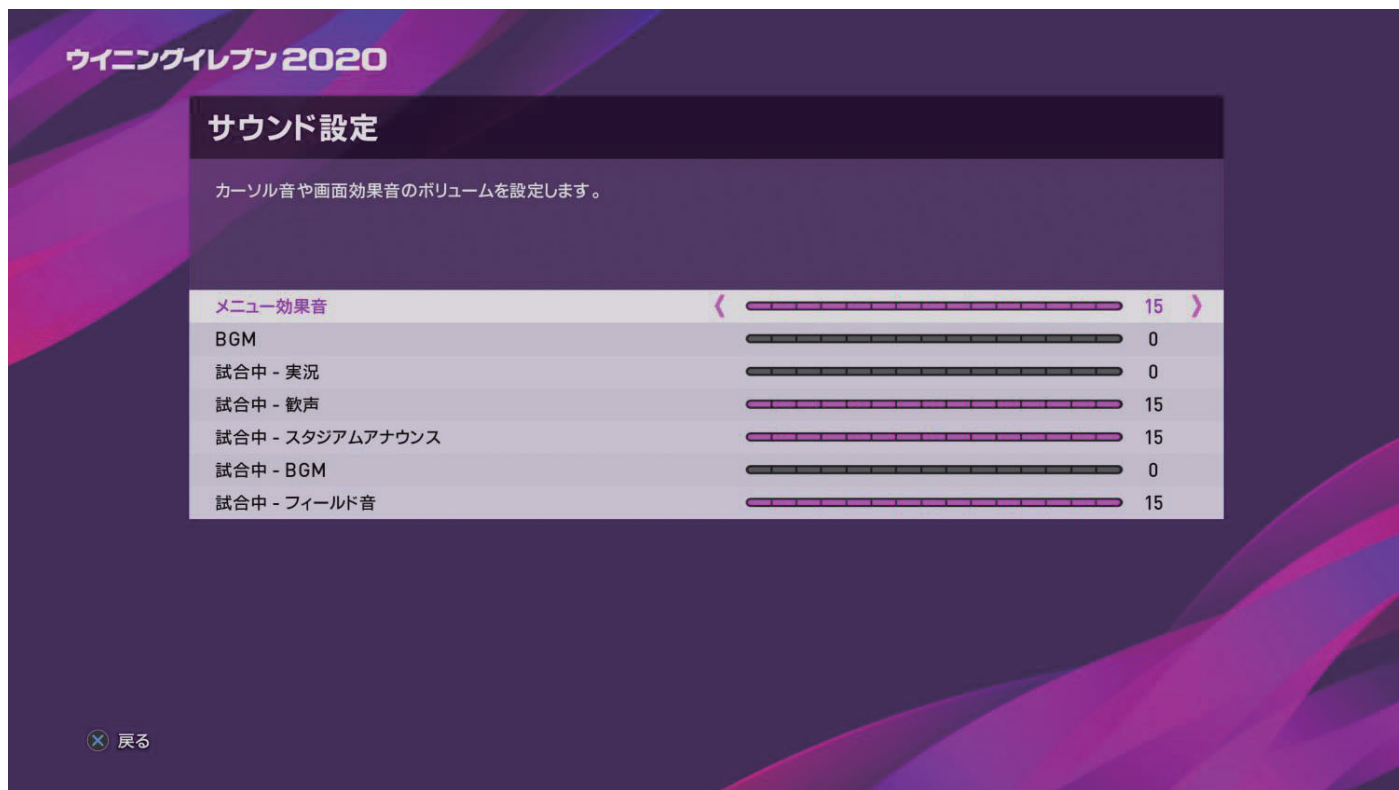 ウイニングイレブン 2020
サウンド設定
カーソル音や画面効果音のボリュームを設定します。
メニュー効果音 《 15 》
BGM 0
試合中 - 実況 0
試合中 - 歓声 15
試合中 - スタジアムアナウンス 15
試合中 - BGM 0
試合中 - フィールド音 15
戻る